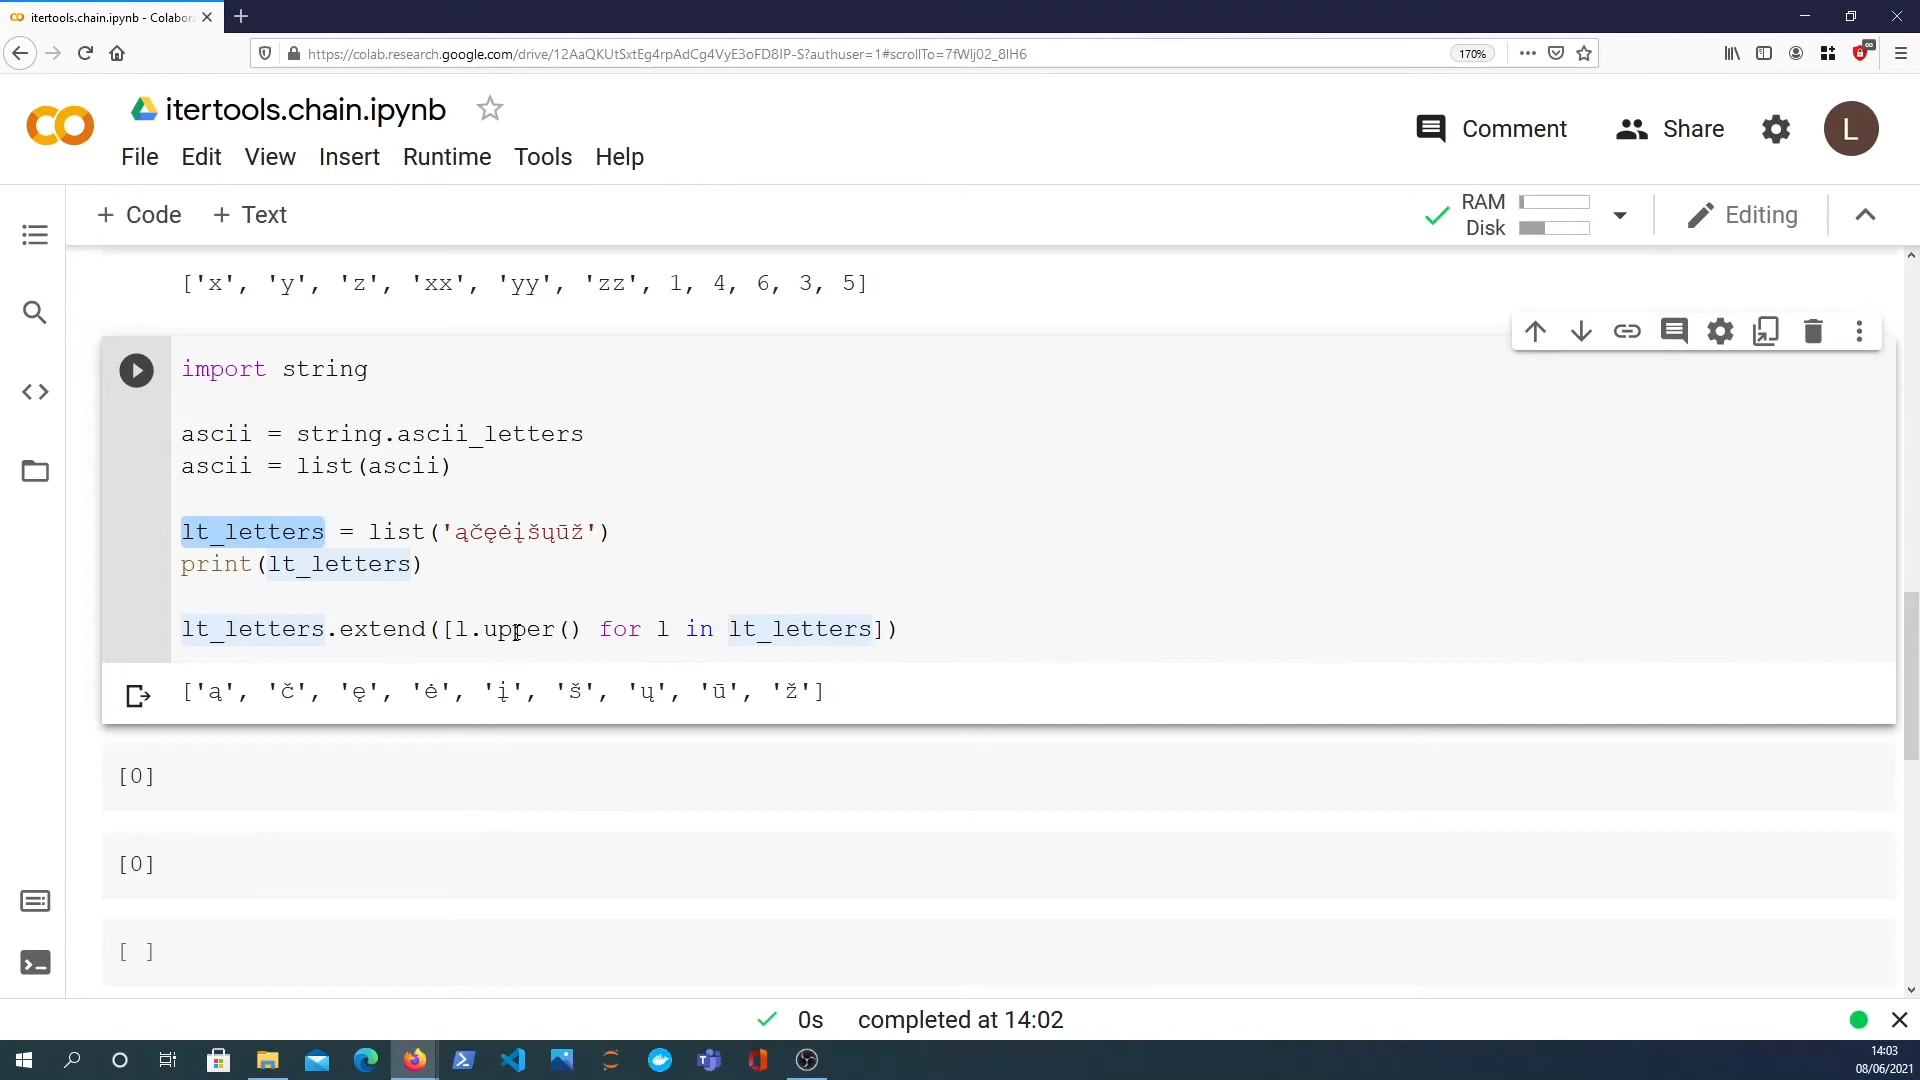 itertools.chain.ipynb - Colabora
https://colab.research.google.com/drive/12AaQKUtSxtEg4rpAdCg4VyE3oFD8IP-S?authuser=1#scrollTo=7fWlj02_8lH6
170%
itertools.chain.ipynb
Comment
Share
L
File Edit View Insert Runtime Tools Help
+ Code + Text
RAM
Disk
Editing
['x', 'y', 'z', 'xx', 'yy', 'zz', 1, 4, 6, 3, 5]
import string
ascii = string.ascii_letters
ascii = list(ascii)
lt_letters = list('ąčęėįšųūž')
print(lt_letters)
lt_letters.extend([l.upper() for l in lt_letters])
['ą', 'č', 'ę', 'ė', 'į', 'š', 'ų', 'ū', 'ž']
[0]
[0]
[ ]
0s completed at 14:02
14:03
08/06/2021